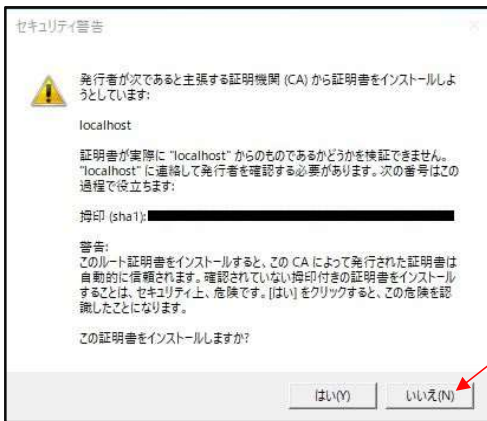 セキュリティ警告
発行者が次であると主張する証明機関 (CA) から証明書をインストールしよ
うとしています:
localhost
証明書が実際に "localhost" からのものであるかどうかを検証できません。
"localhost" に連絡して発行者を確認する必要があります。次の番号はこの
過程で役立ちます:
拇印 (sha1):
警告:
このルート証明書をインストールすると、この CA によって発行された証明書は
自動的に信頼されます。確認されていない拇印付きの証明書をインストール
することは、セキュリティ上、危険です。[はい] をクリックすると、この危険を認
識したことになります。
この証明書をインストールしますか?
はい(Y) いいえ(N)